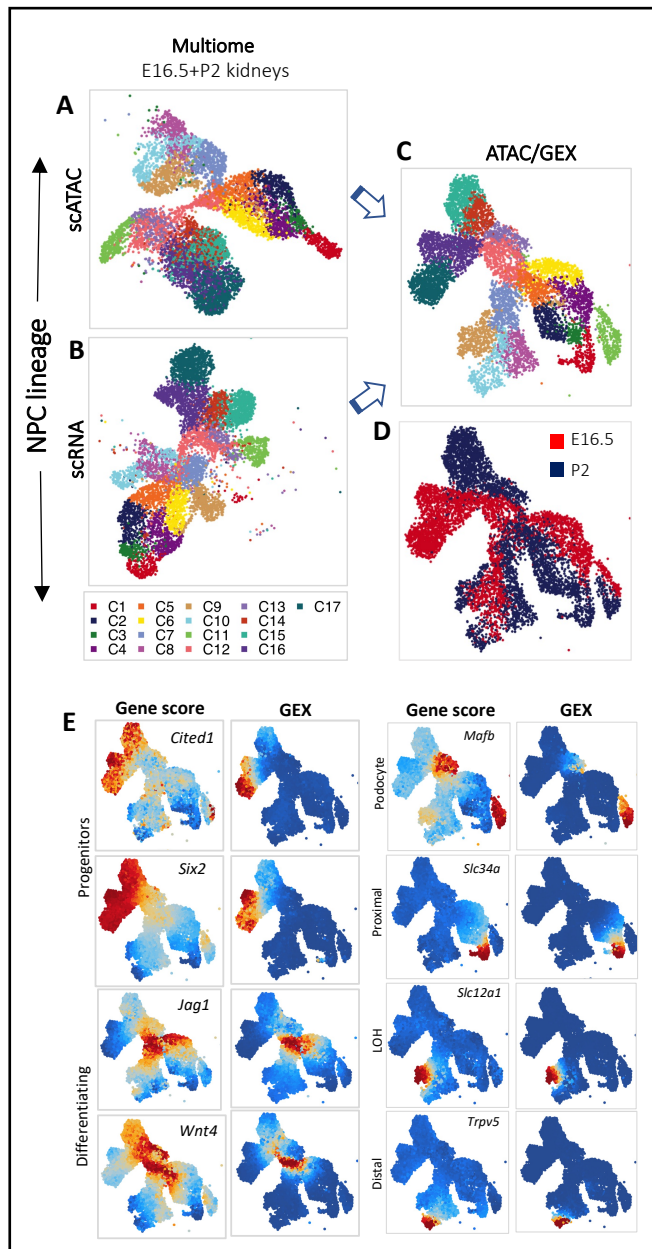 Multiome
E16.5+P2 kidneys
A
C
ATAC/GEX
scATAC
NPC lineage
B
scRNA
D
E16.5
P2
C1 C5 C9 C13 C17
C2 C6 C10 C14
C3 C7 C11 C15
C4 C8 C12 C16
E
Gene score GEX Gene score GEX
Cited1
Mafb
Progenitors
Podocyte
Six2
Slc34a
Proximal
Jag1
Slc12a1
Differentiating
LOH
Wnt4
Trpv5
Distal